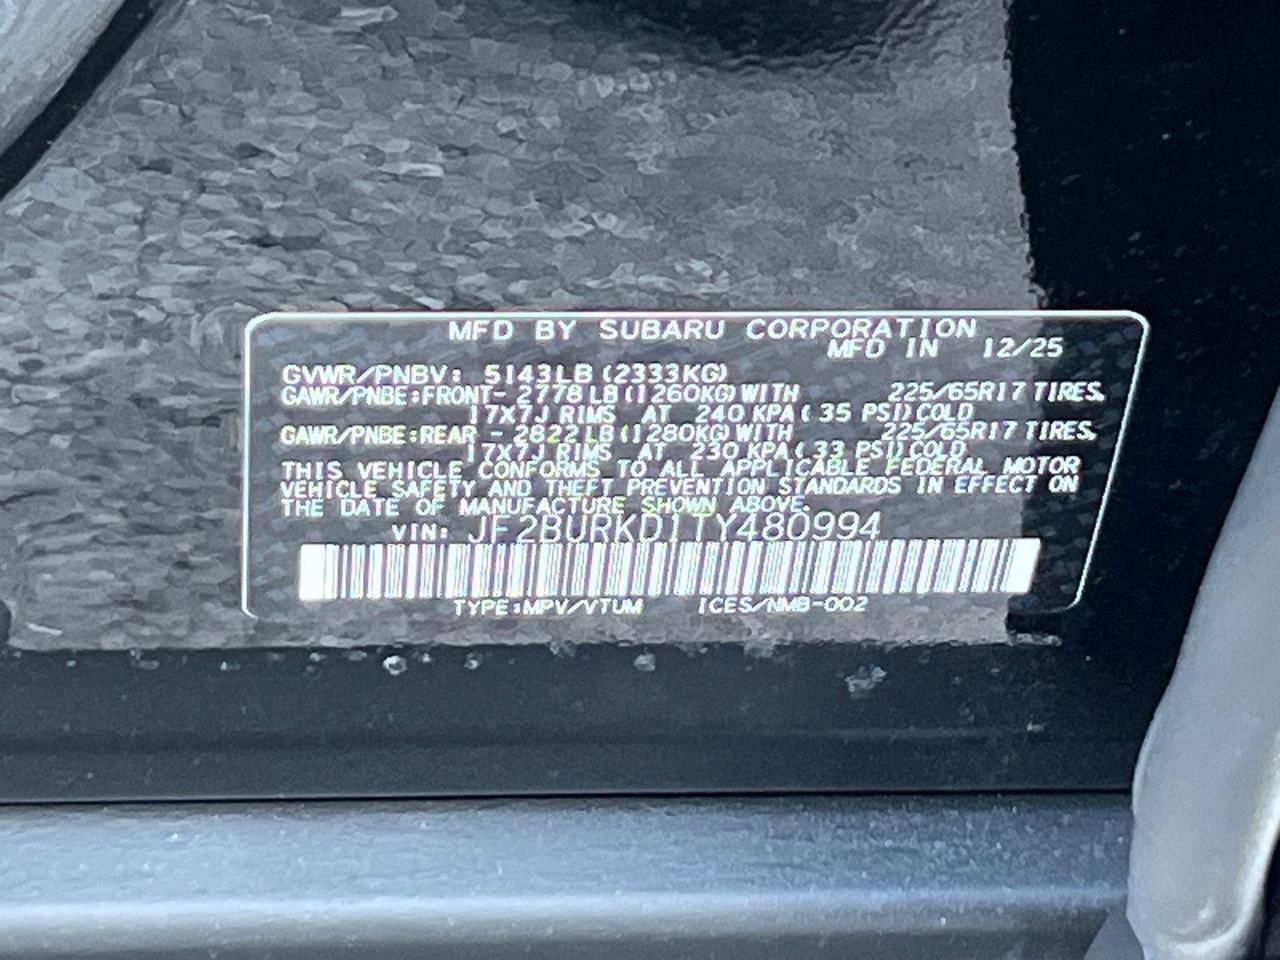 MFD BY SUBARU CORPORATION
MFD IN 12/25
GVWR/PNBV: 5143LB(2333KG)
GAWR/PNBE:FRONT- 2778LB(1260KG)WITH 225/65R17 TIRES,
17X7J RIMS AT 240 KPA( 35 PSI)COLD
GAWR/PNBE:REAR - 2822LB(1280KG)WITH 225/65R17 TIRES,
17X7J RIMS AT 230 KPA( 33 PSI)COLD
THIS VEHICLE CONFORMS TO ALL APPLICABLE FEDERAL MOTOR
VEHICLE SAFETY AND THEFT PREVENTION STANDARDS IN EFFECT ON
THE DATE OF MANUFACTURE SHOWN ABOVE.
VIN: JF2BURKD1TY480994
TYPE:MPV/VTUM ICES/NMB-002